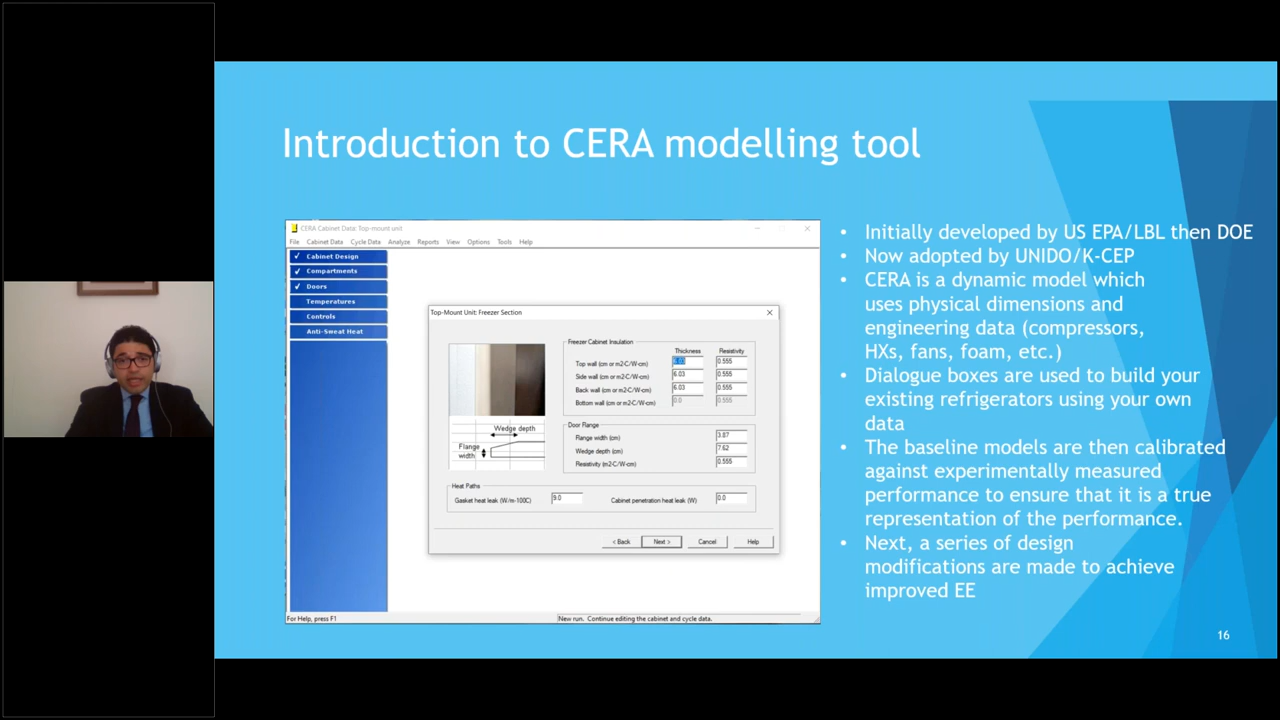 Introduction to CERA modelling tool
CERA Cabinet Data: Top-mount unit
File Cabinet Data Cycle Data Analyze Reports View Options Tools Help
Cabinet Design
Compartments
Doors
Temperatures
Controls
Anti-Sweat Heat
Top-Mount Unit: Freezer Section
Freezer Cabinet Insulation
Thickness Resistivity
Top wall (cm or m2-C/W-cm) 6.03 0.555
Side wall (cm or m2-C/W-cm) 6.03 0.555
Back wall (cm or m2-C/W-cm) 6.03 0.555
Bottom wall (cm or m2-C/W-cm) 0.0 0.555
Wedge depth
Flange
width
Door Flange
Flange width (cm) 3.87
Wedge depth (cm) 7.62
Resistivity (m2-C/W-cm) 0.555
Heat Paths
Gasket heat leak (W/m-100C) 9.0 Cabinet penetration heat leak (W) 0.0
< Back Next > Cancel Help
For Help, press F1 New run. Continue editing the cabinet and cycle data.
• Initially developed by US EPA/LBL then DOE
• Now adopted by UNIDO/K-CEP
• CERA is a dynamic model which
uses physical dimensions and
engineering data (compressors,
HXs, fans, foam, etc.)
• Dialogue boxes are used to build your
existing refrigerators using your own
data
• The baseline models are then calibrated
against experimentally measured
performance to ensure that it is a true
representation of the performance.
• Next, a series of design
modifications are made to achieve
improved EE
16